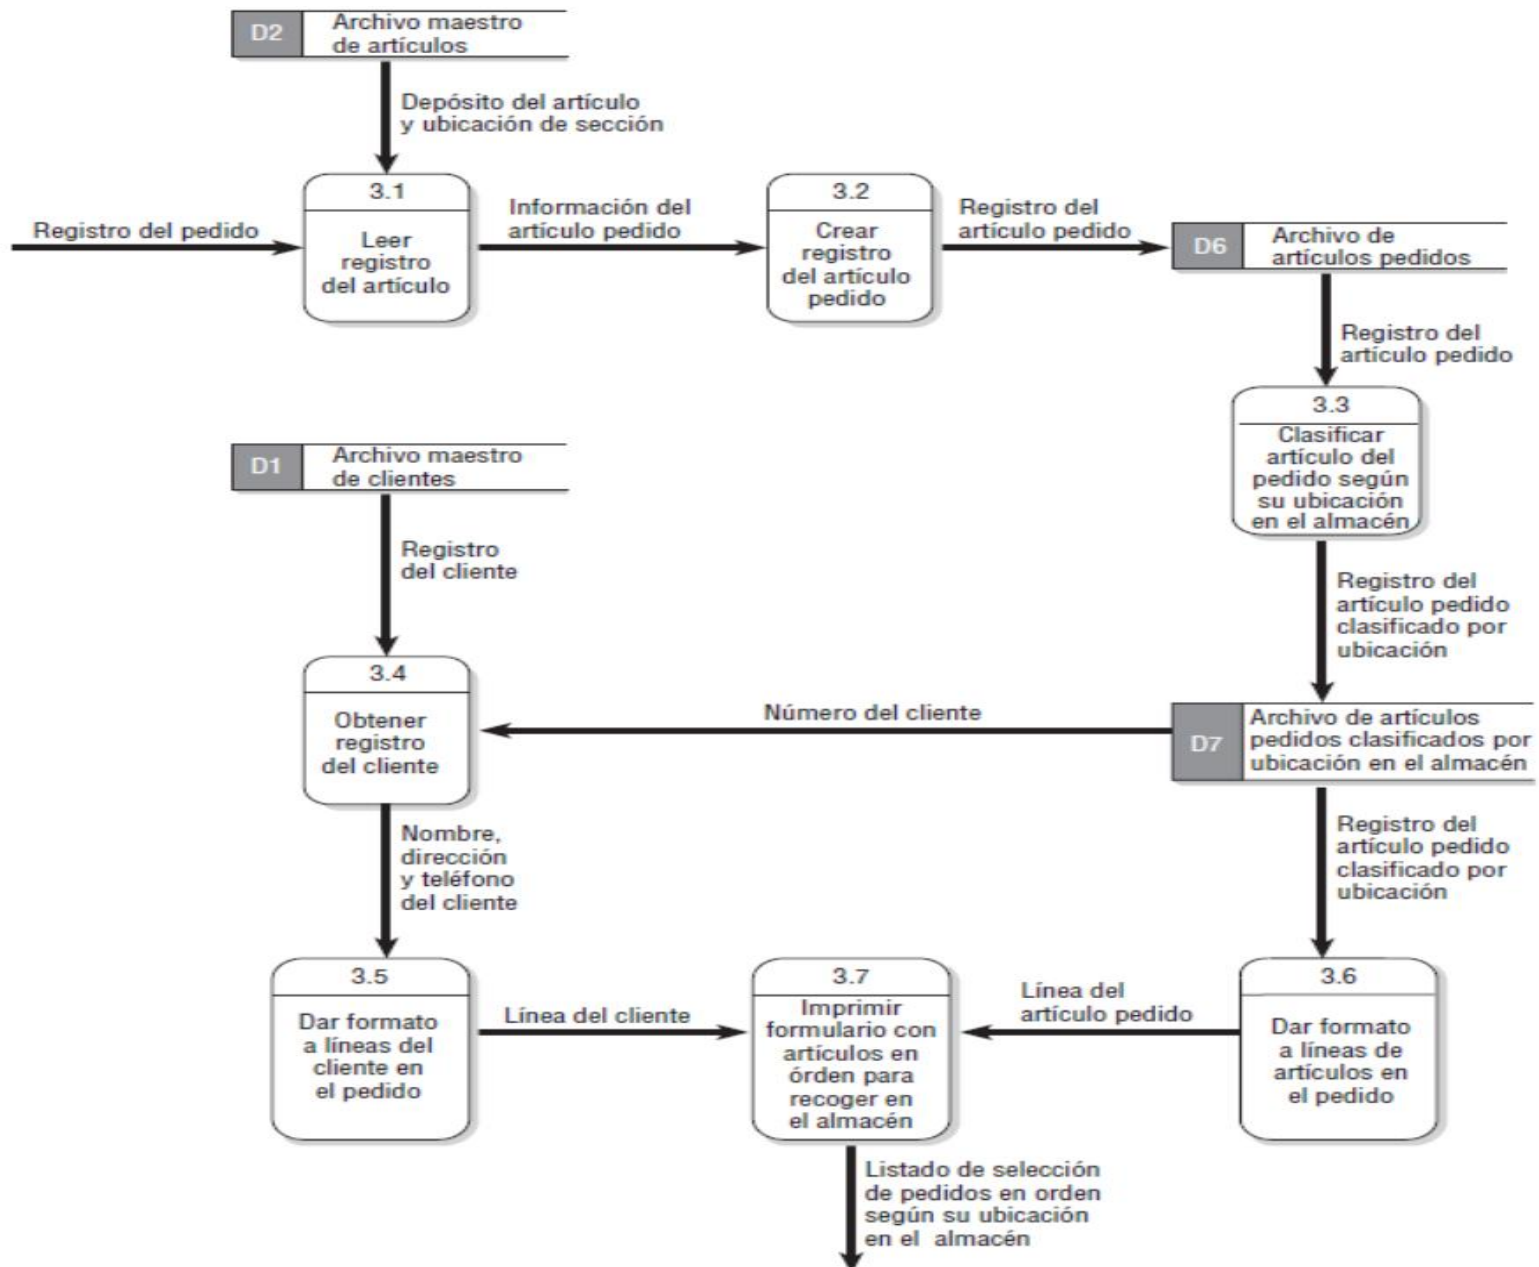 D2
Archivo maestro
de artículos
Depósito del artículo
y ubicación de sección
Registro del pedido
3.1
Leer
registro
del artículo
Información del
artículo pedido
3.2
Crear
registro
del artículo
pedido
Registro del
artículo pedido
D6
Archivo de
artículos pedidos
Registro del
artículo pedido
3.3
Clasificar
artículo del
pedido según
su ubicación
en el almacén
D1
Archivo maestro
de clientes
Registro
del cliente
Registro del
artículo pedido
clasificado por
ubicación
3.4
Obtener
registro
del cliente
Número del cliente
D7
Archivo de artículos
pedidos clasificados por
ubicación en el almacén
Nombre,
dirección
y teléfono
del cliente
Registro del
artículo pedido
clasificado por
ubicación
3.5
Dar formato
a líneas del
cliente en
el pedido
Línea del cliente
3.7
Imprimir
formulario con
artículos en
órden para
recoger en
el almacén
Línea del
artículo pedido
3.6
Dar formato
a líneas de
artículos en
el pedido
Listado de selección
de pedidos en orden
según su ubicación
en el almacén